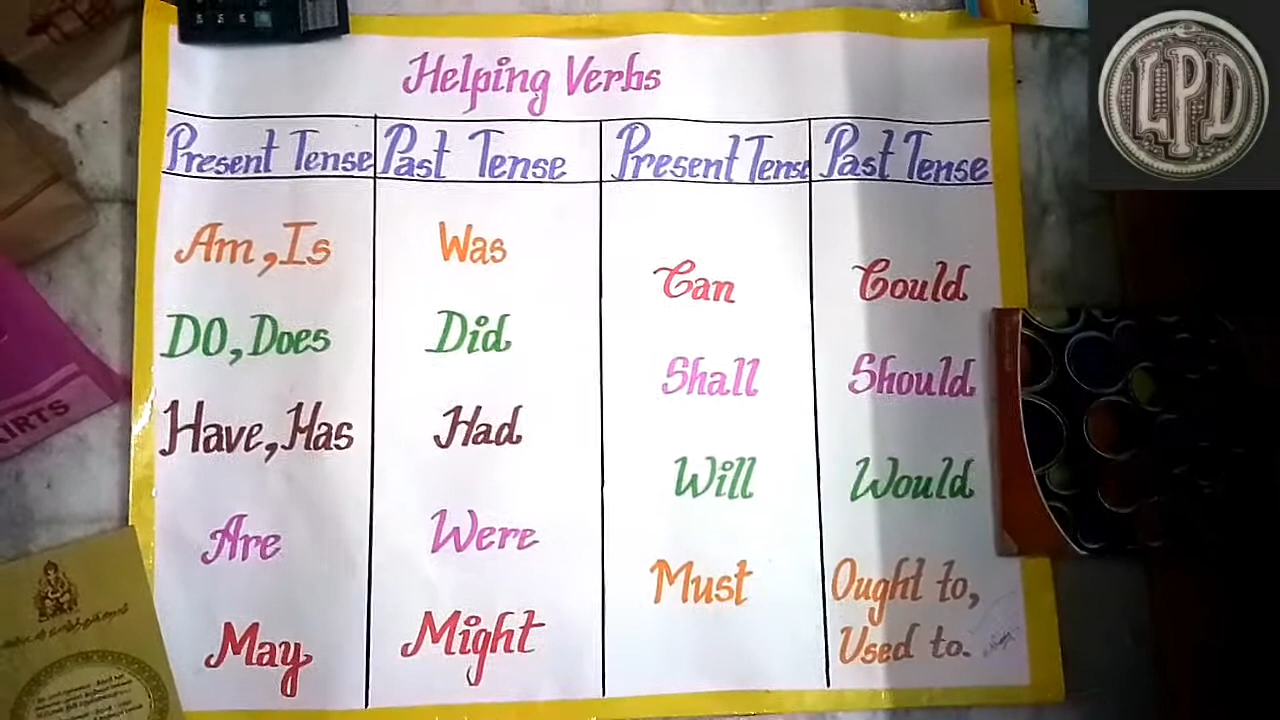 Helping Verbs
Present Tense Past Tense Present Tense Past Tense
Am, Is Was
Can Could
DO, Does Did
Shall Should
Have, Has Had
Will Would
Are Were
Must Ought to,
Used to.
May Might
LPD